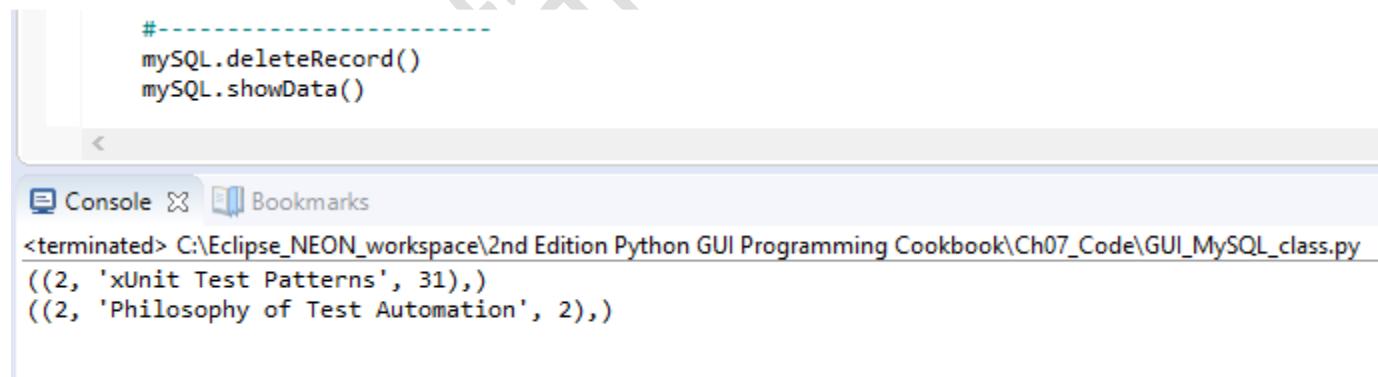 #-------------------------
mySQL.deleteRecord()
mySQL.showData()
Console Bookmarks
<terminated> C:\Eclipse_NEON_workspace\2nd Edition Python GUI Programming Cookbook\Ch07_Code\GUI_MySQL_class.py
((2, 'xUnit Test Patterns', 31),)
((2, 'Philosophy of Test Automation', 2),)